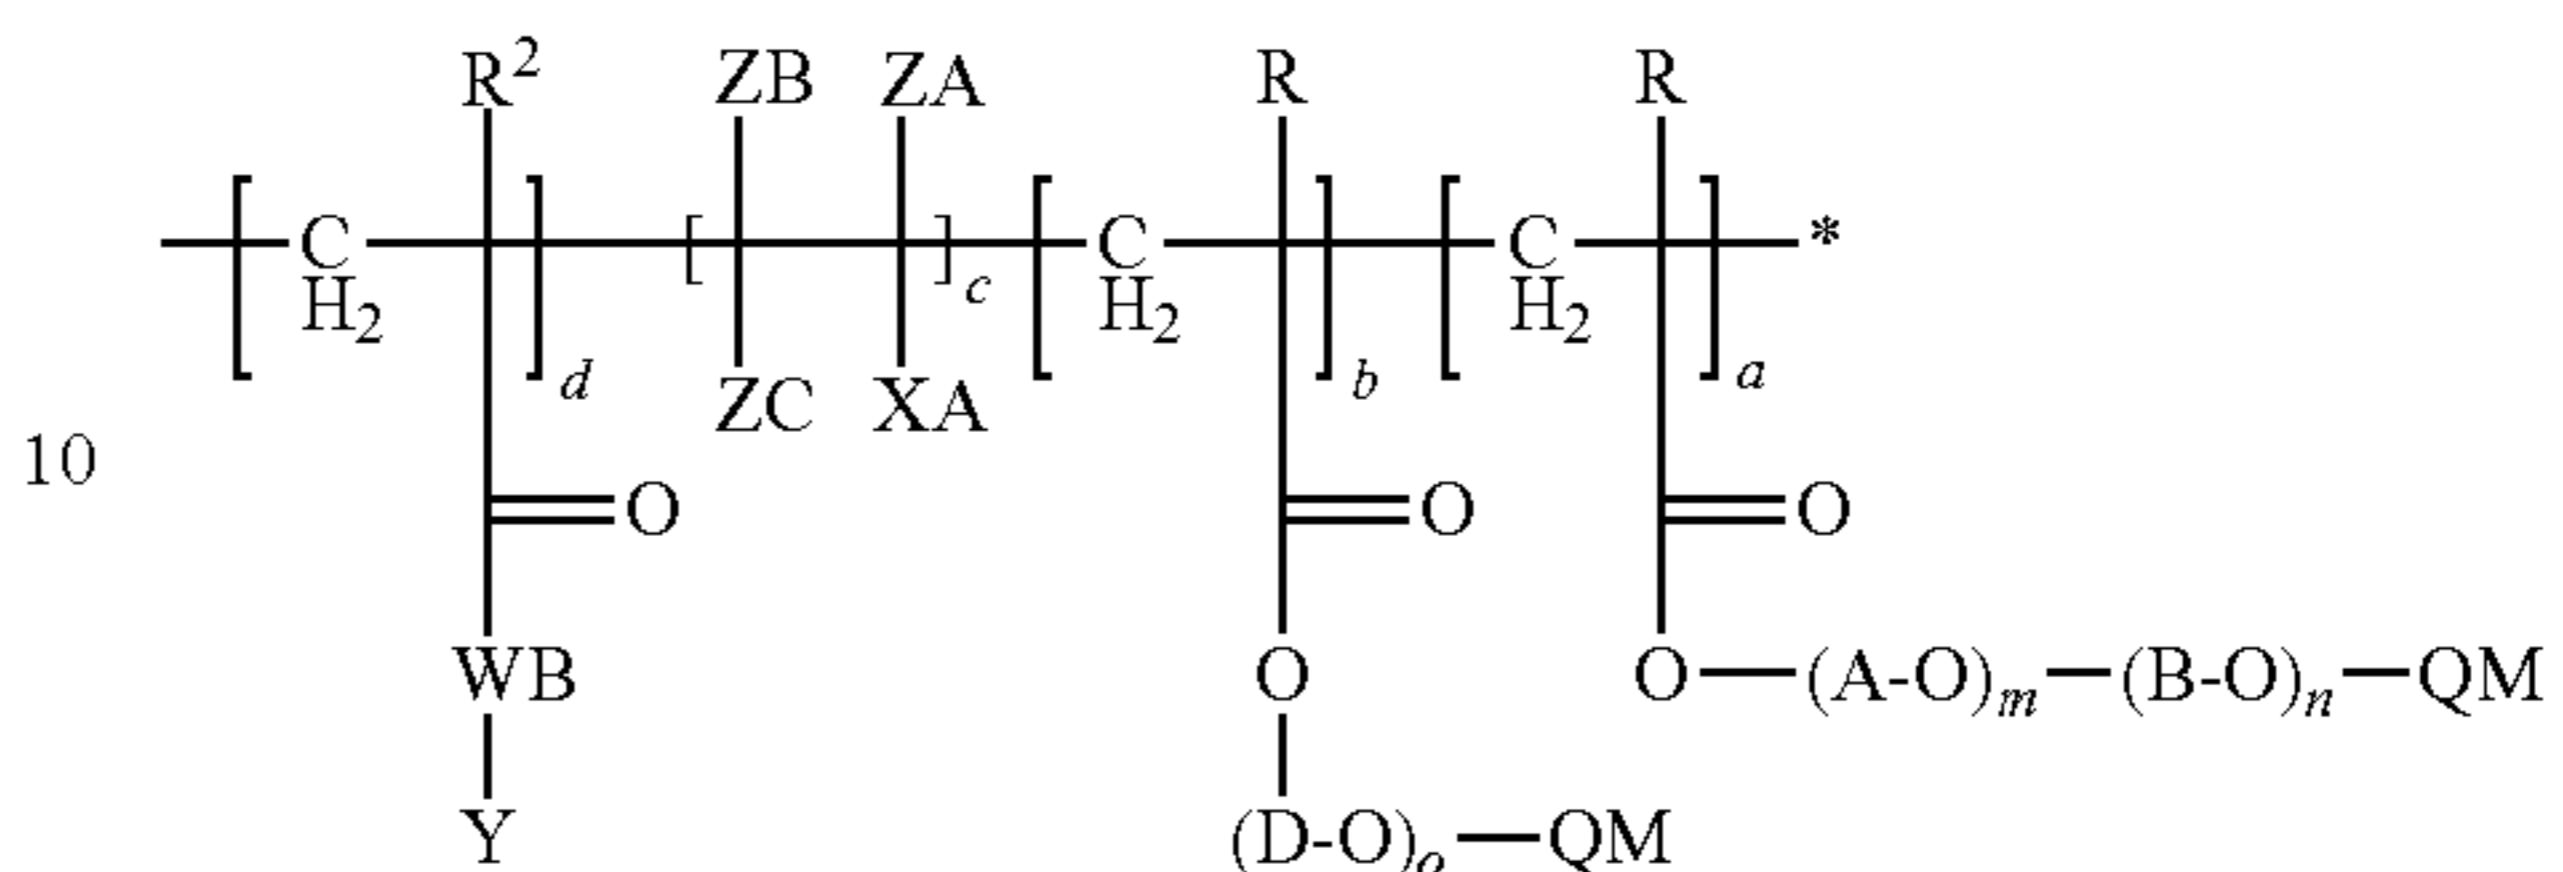 R² ZB ZA R R
[ C H₂ ]d [ ]c [ C H₂ ]b [ C H₂ ]a *
ZC XA
10
O O O
WB O O—(A-O)m—(B-O)n—QM
Y (D-O)o—QM